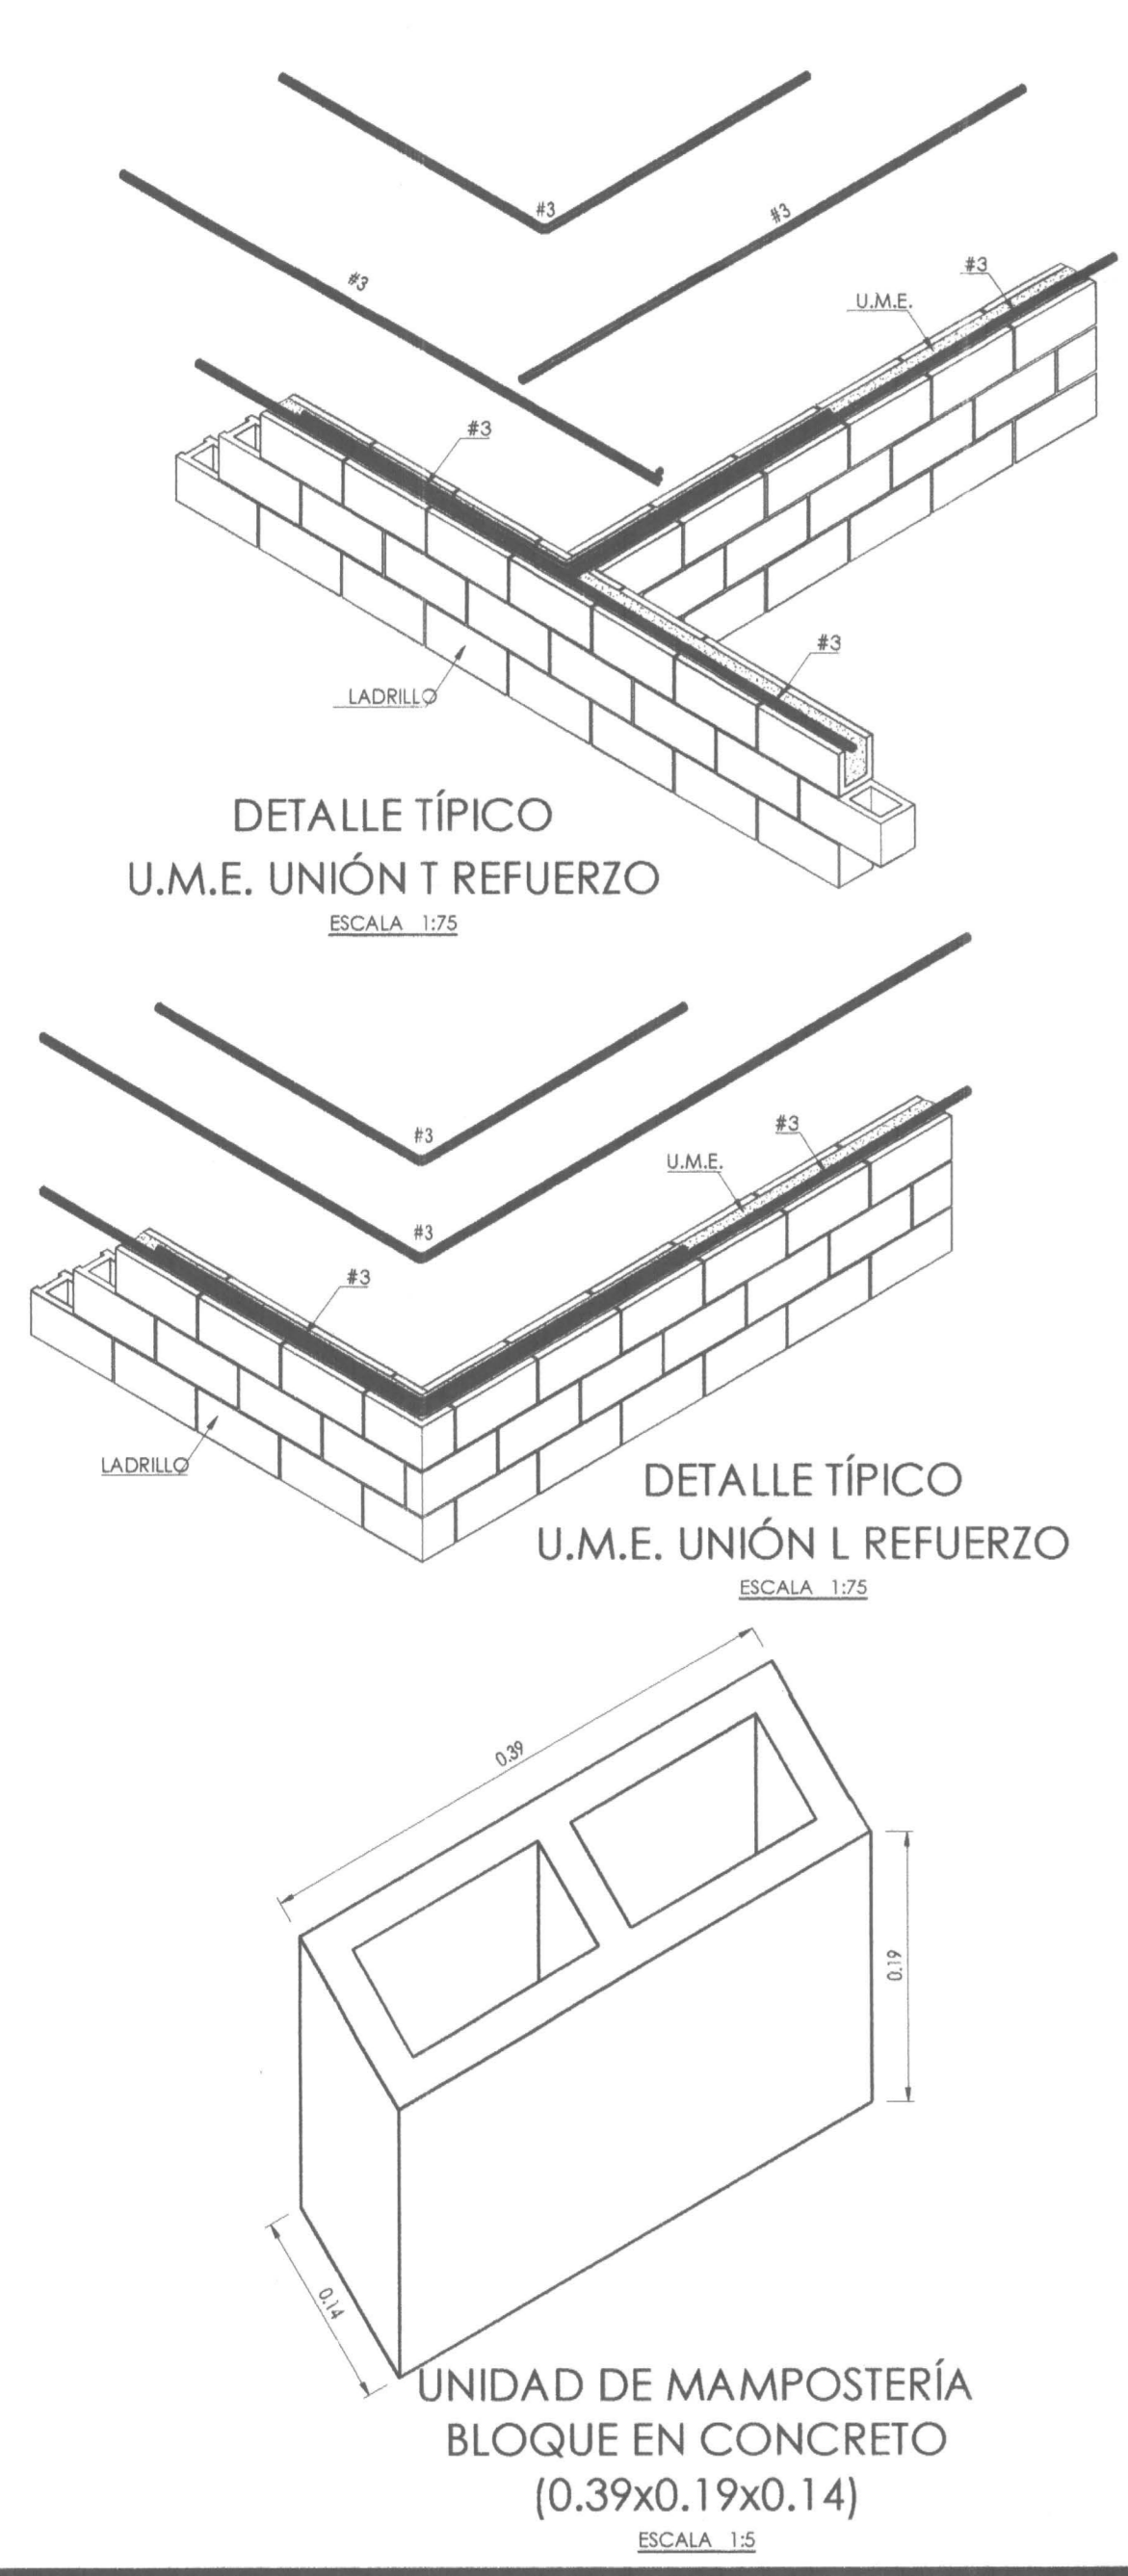 #3
#3
#3
#3
U.M.E.
#3
#3
LADRILLO
DETALLE TÍPICO
U.M.E. UNIÓN T REFUERZO
ESCALA 1:75
#3
#3
U.M.E.
#3
#3
LADRILLO
DETALLE TÍPICO
U.M.E. UNIÓN L REFUERZO
ESCALA 1:75
0.39
0.19
0.14
UNIDAD DE MAMPOSTERÍA
BLOQUE EN CONCRETO
(0.39x0.19x0.14)
ESCALA 1:5